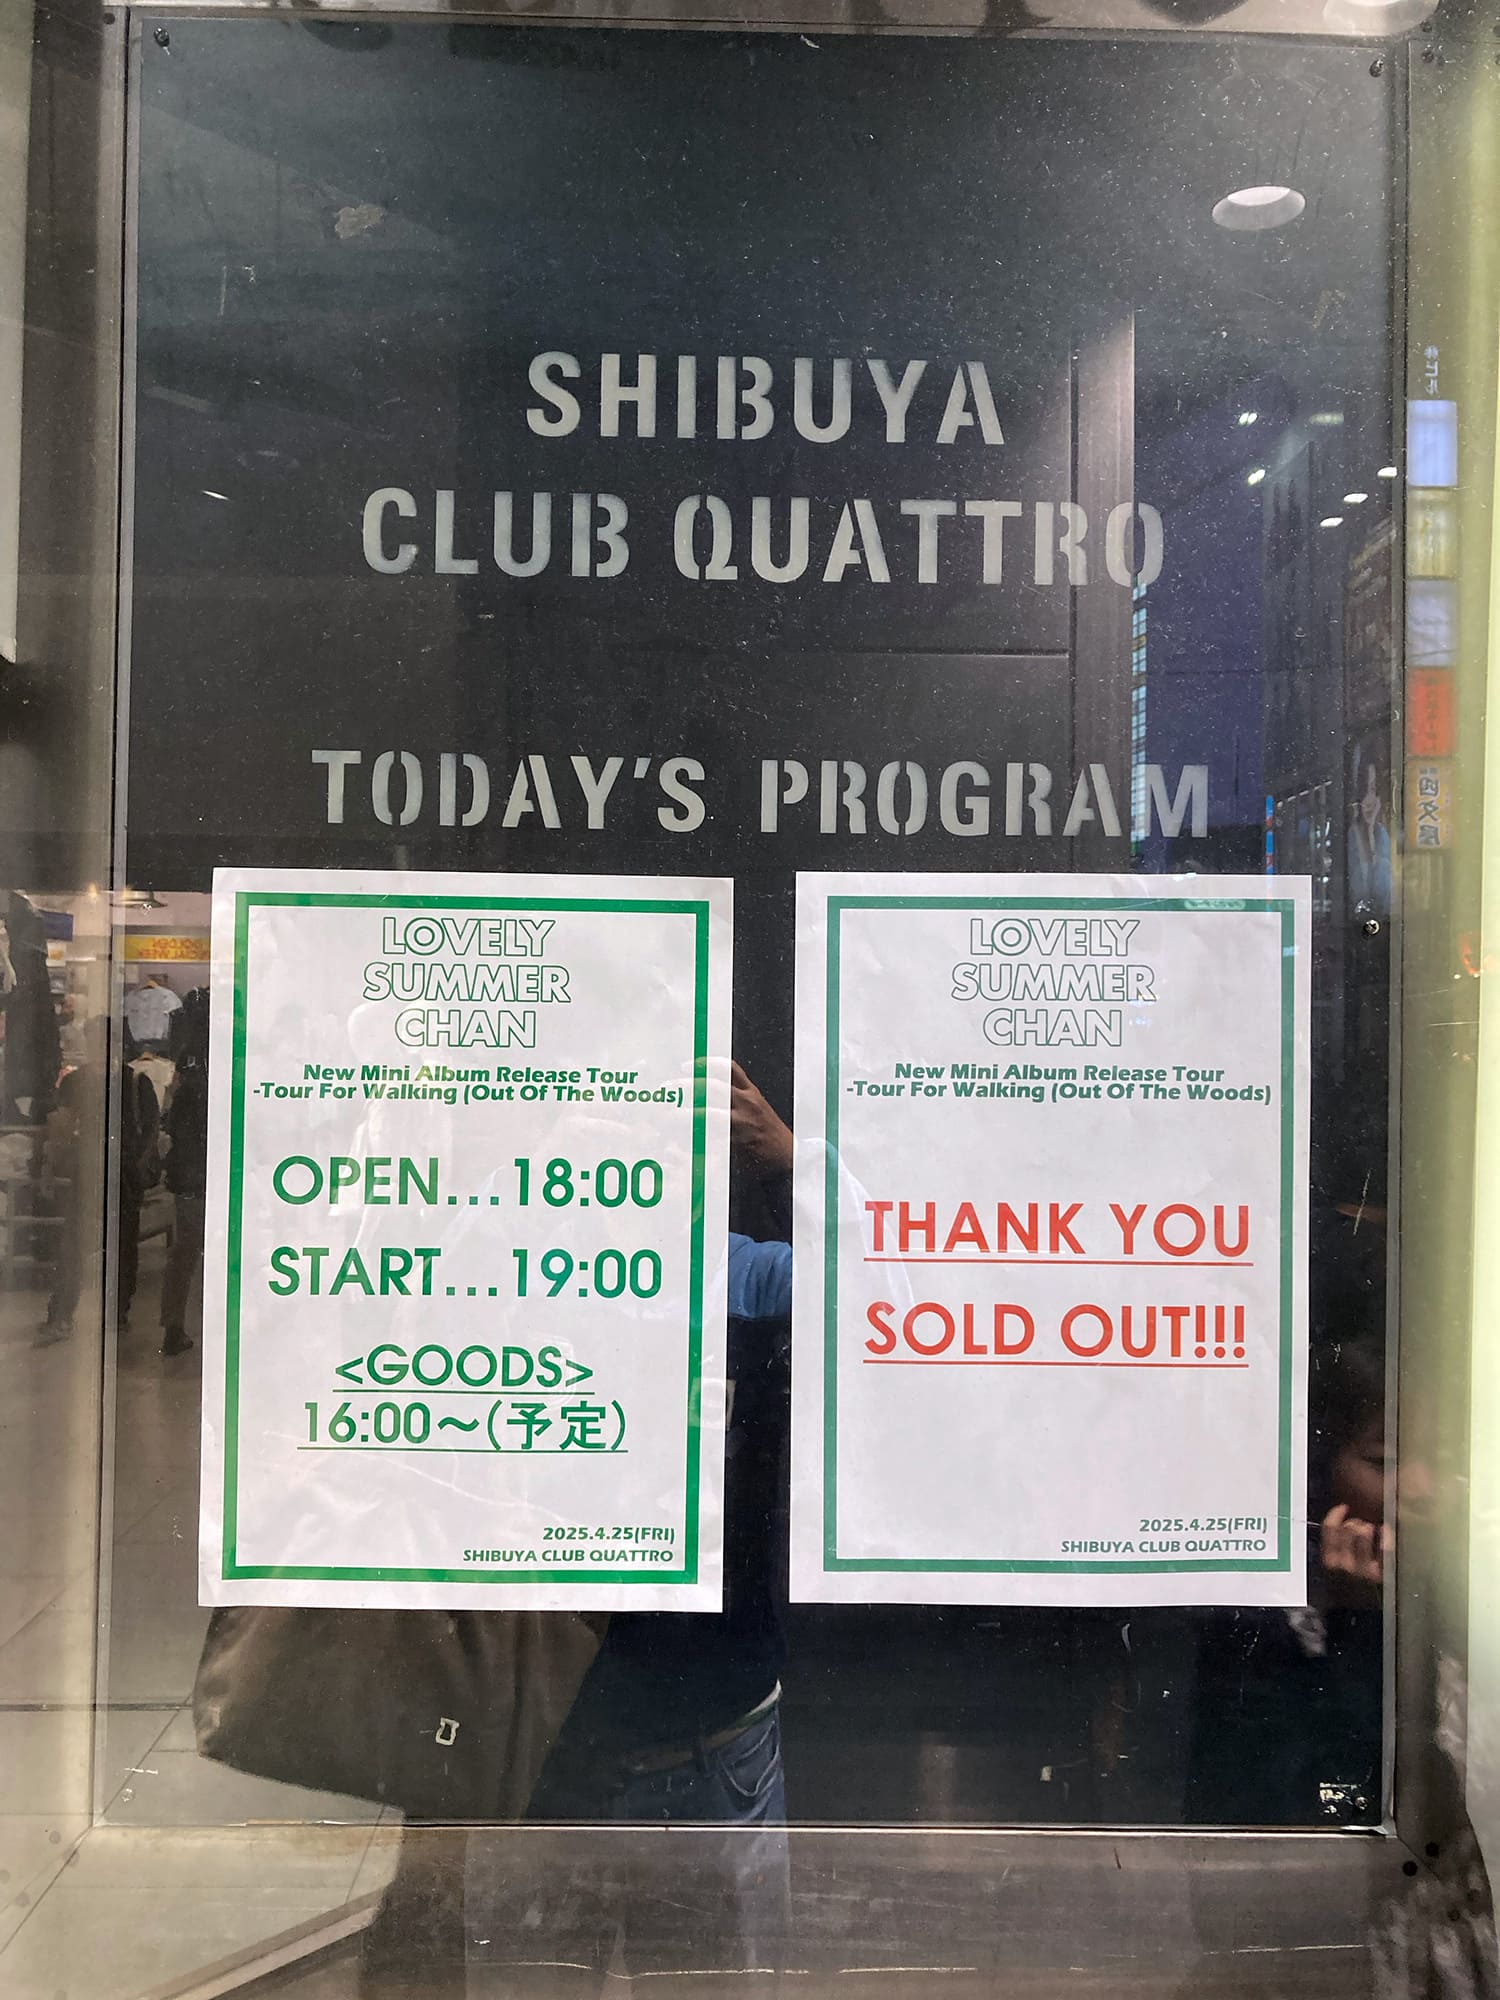 SHIBUYA
CLUB QUATTRO
TODAY'S PROGRAM
LOVELY
SUMMER
CHAN
New Mini Album Release Tour
-Tour For Walking (Out Of The Woods)
OPEN...18:00
START...19:00
<GOODS>
16:00～(予定)
2025.4.25(FRI)
SHIBUYA CLUB QUATTRO
LOVELY
SUMMER
CHAN
New Mini Album Release Tour
-Tour For Walking (Out Of The Woods)
THANK YOU
SOLD OUT!!!
2025.4.25(FRI)
SHIBUYA CLUB QUATTRO